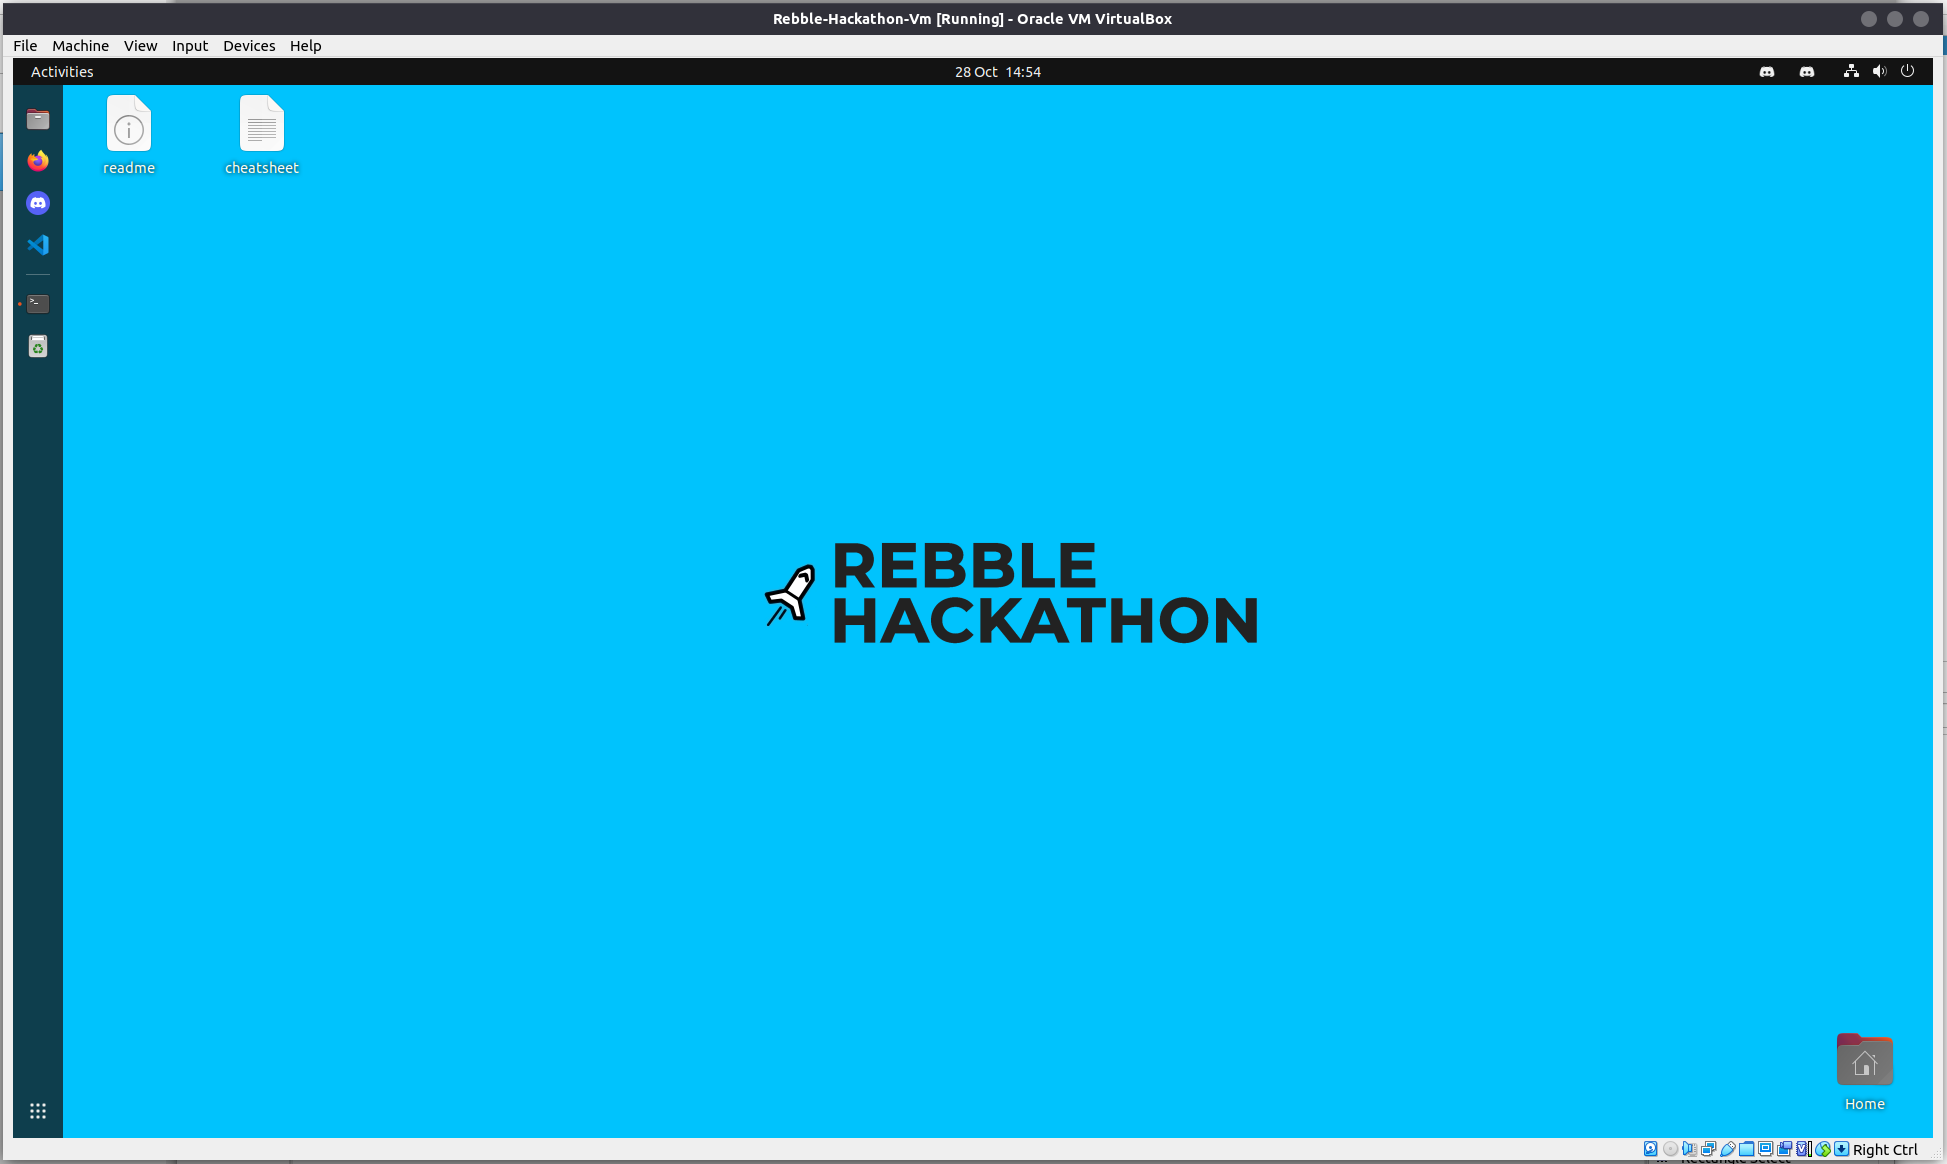 Rebble-Hackathon-Vm [Running] - Oracle VM VirtualBox
File Machine View Input Devices Help
Activities
28 Oct 14:54
readme
cheatsheet
REBBLE
HACKATHON
Home
Right Ctrl